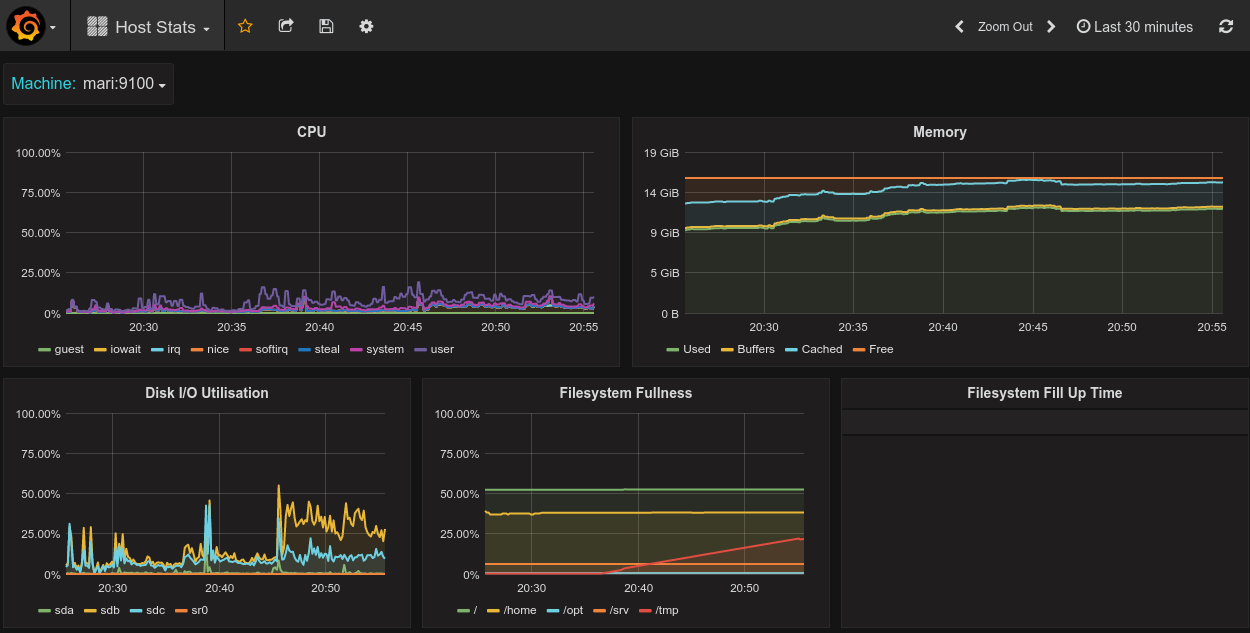 Host Stats
Zoom Out
Last 30 minutes
Machine: mari:9100
CPU
100.00%
75.00%
50.00%
25.00%
0%
20:30 20:35 20:40 20:45 20:50 20:55
guest iowait irq nice softirq steal system user
Memory
19 GiB
14 GiB
9 GiB
5 GiB
0 B
20:30 20:35 20:40 20:45 20:50 20:55
Used Buffers Cached Free
Disk I/O Utilisation
100.00%
75.00%
50.00%
25.00%
0%
20:30 20:40 20:50
sda sdb sdc sr0
Filesystem Fullness
100.00%
75.00%
50.00%
25.00%
0%
20:30 20:40 20:50
/ /home /opt /srv /tmp
Filesystem Fill Up Time